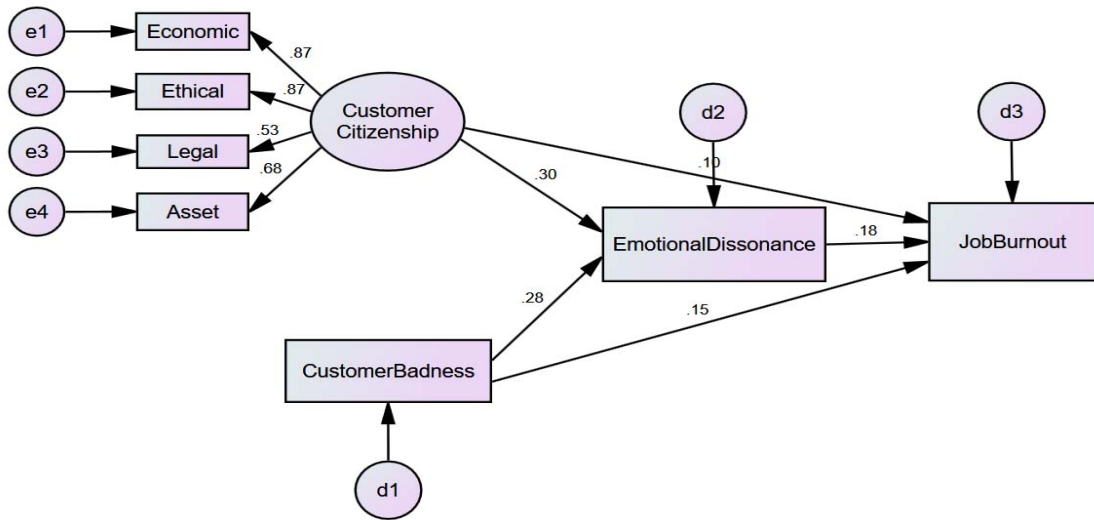 e1
Economic
.87
e2
Ethical
.87
Customer
Citizenship
d2
d3
e3
Legal
.53
.10
e4
Asset
.68
.30
EmotionalDissonance
.18
JobBurnout
.28
.15
CustomerBadness
d1